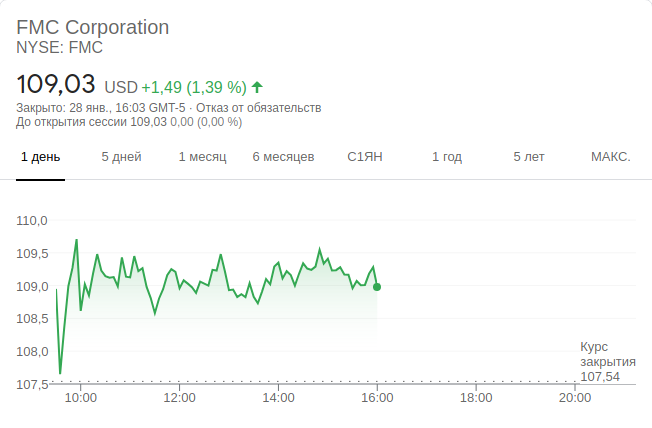 FMC Corporation
NYSE: FMC
109,03 USD +1,49 (1,39 %)
Закрыто: 28 янв., 16:03 GMT-5 · Отказ от обязательств
До открытия сессии 109,03 0,00 (0,00 %)
1 день 5 дней 1 месяц 6 месяцев С1ЯН 1 год 5 лет МАКС.
110,0
109,5
109,0
108,5
108,0
107,5
Курс
закрытия
107,54
10:00 12:00 14:00 16:00 18:00 20:00